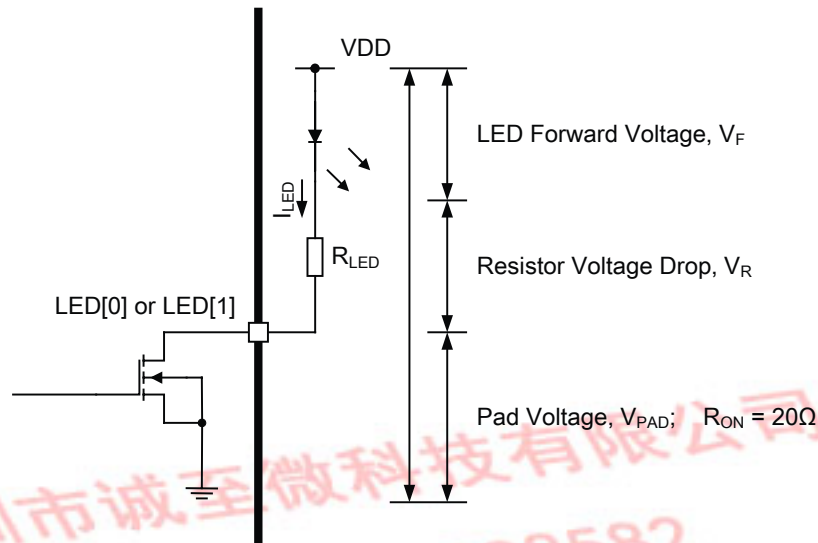 VDD
LED Forward Voltage, VF
ILED
RLED
Resistor Voltage Drop, VR
LED[0] or LED[1]
Pad Voltage, VPAD; RON = 20Ω
市诚至微科技有限公司